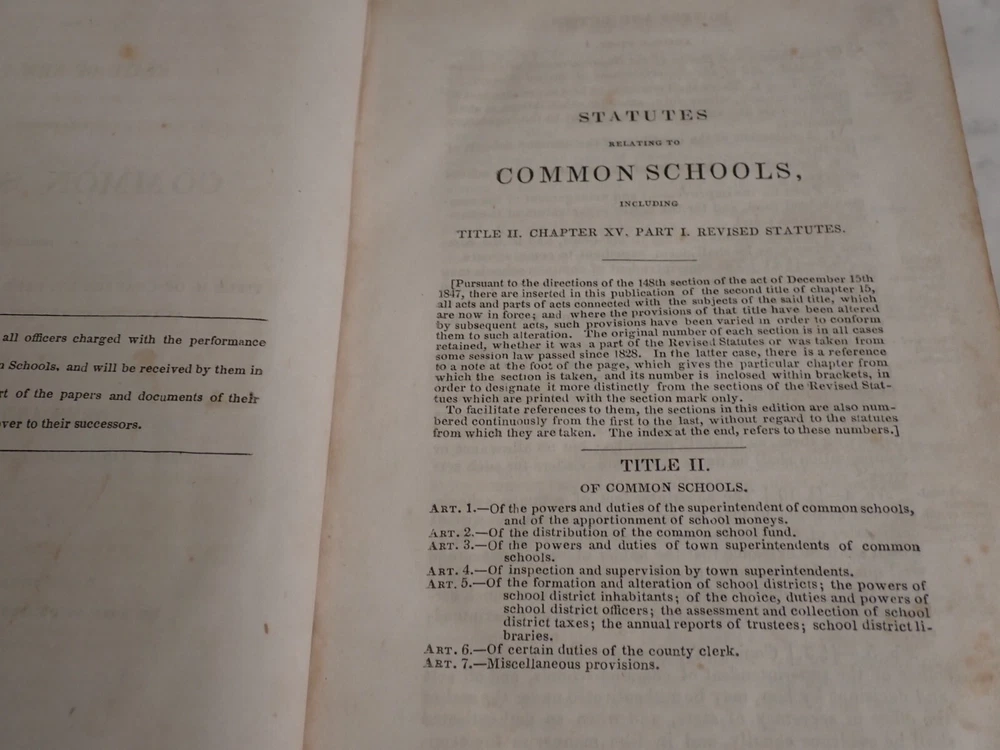 all officers charged with the performance
Schools, and will be received by them in
of the papers and documents of their
over to their successors.
STATUTES
RELATING TO
COMMON SCHOOLS,
INCLUDING
TITLE II. CHAPTER XV. PART I. REVISED STATUTES.
[Pursuant to the directions of the 148th section of the act of December 15th
1847, there are inserted in this publication of the second title of chapter 15,
all acts and parts of acts connected with the subjects of the said title, which
are now in force; and where the provisions of that title have been altered
by subsequent acts, such provisions have been varied in order to conform
them to such alteration. The original number of each section is in all cases
retained, whether it was a part of the Revised Statutes or was taken from
some session law passed since 1828. In the latter case, there is a reference
to a note at the foot of the page, which gives the particular chapter from
which the section is taken, and its number is inclosed within brackets, in
order to designate it more distinctly from the sections of the Revised Stat-
tues which are printed with the section mark only.
To facilitate references to them, the sections in this edition are also num-
bered continuously from the first to the last, without regard to the statutes
from which they are taken. The index at the end, refers to these numbers.]
TITLE II.
OF COMMON SCHOOLS.
ART. 1.—Of the powers and duties of the superintendent of common schools,
and of the apportionment of school moneys.
ART. 2.—Of the distribution of the common school fund.
ART. 3.—Of the powers and duties of town superintendents of common
schools.
ART. 4.—Of inspection and supervision by town superintendents.
ART. 5.—Of the formation and alteration of school districts; the powers of
school district inhabitants; of the choice, duties and powers of
school district officers; the assessment and collection of school
district taxes; the annual reports of trustees; school district li-
braries.
ART. 6.—Of certain duties of the county clerk.
ART. 7.—Miscellaneous provisions.